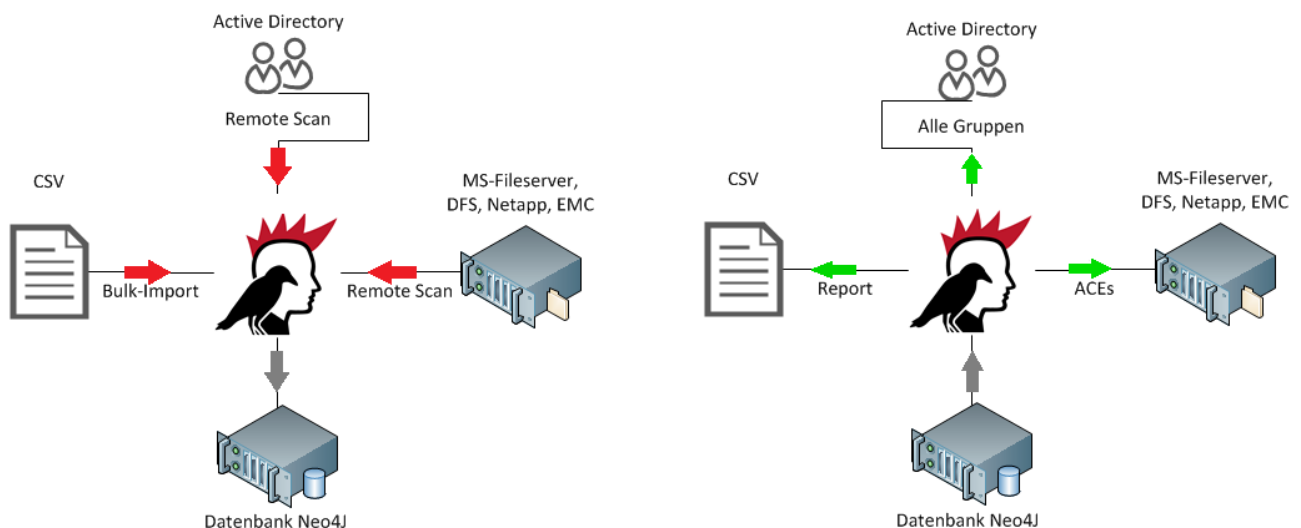 Active Directory
Remote Scan
CSV
MS-Fileserver,
DFS, Netapp, EMC
Bulk-Import
Remote Scan
Datenbank Neo4J
Active Directory
Alle Gruppen
CSV
MS-Fileserver,
DFS, Netapp, EMC
Report
ACEs
Datenbank Neo4J